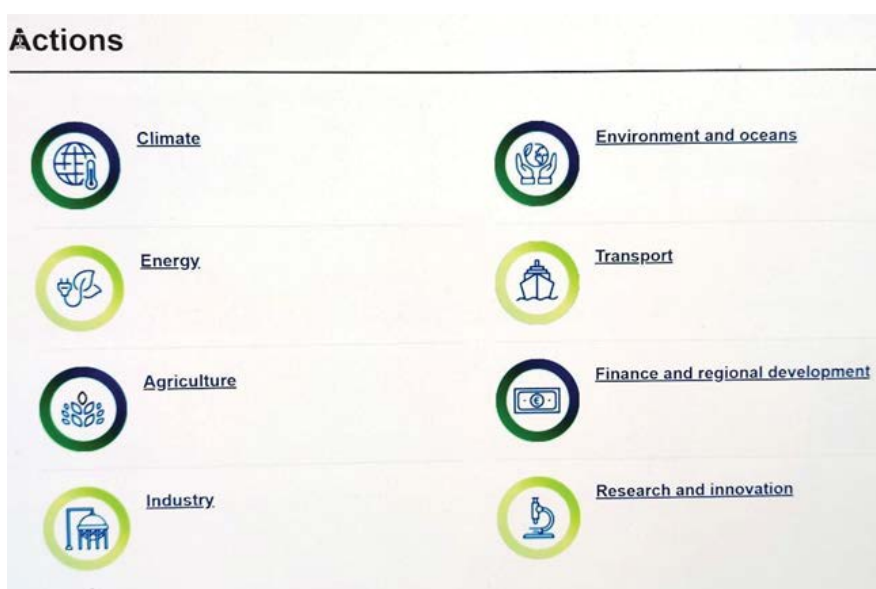 Actions
Climate
Environment and oceans
Energy
Transport
Agriculture
Finance and regional development
Industry
Research and innovation